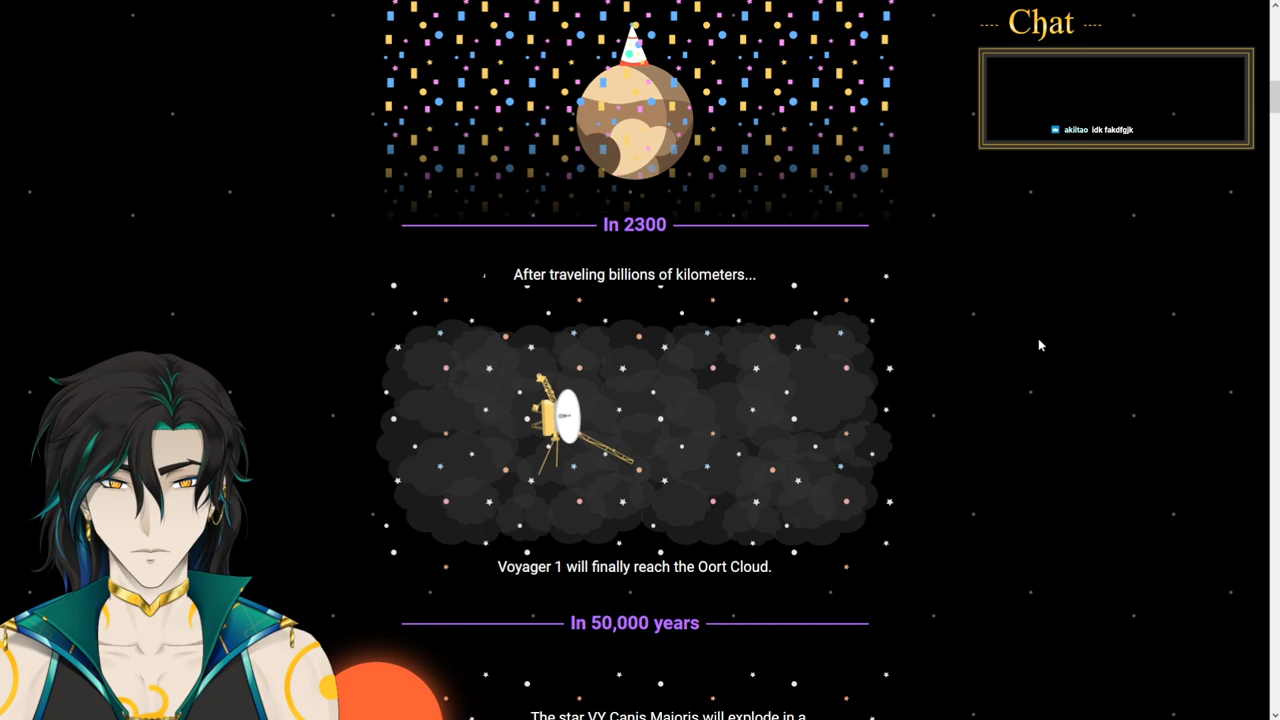 Chat
akiitao idk fakdfgjk
In 2300
After traveling billions of kilometers...
Voyager 1 will finally reach the Oort Cloud.
In 50,000 years
The star VY Canis Majoris will explode in a